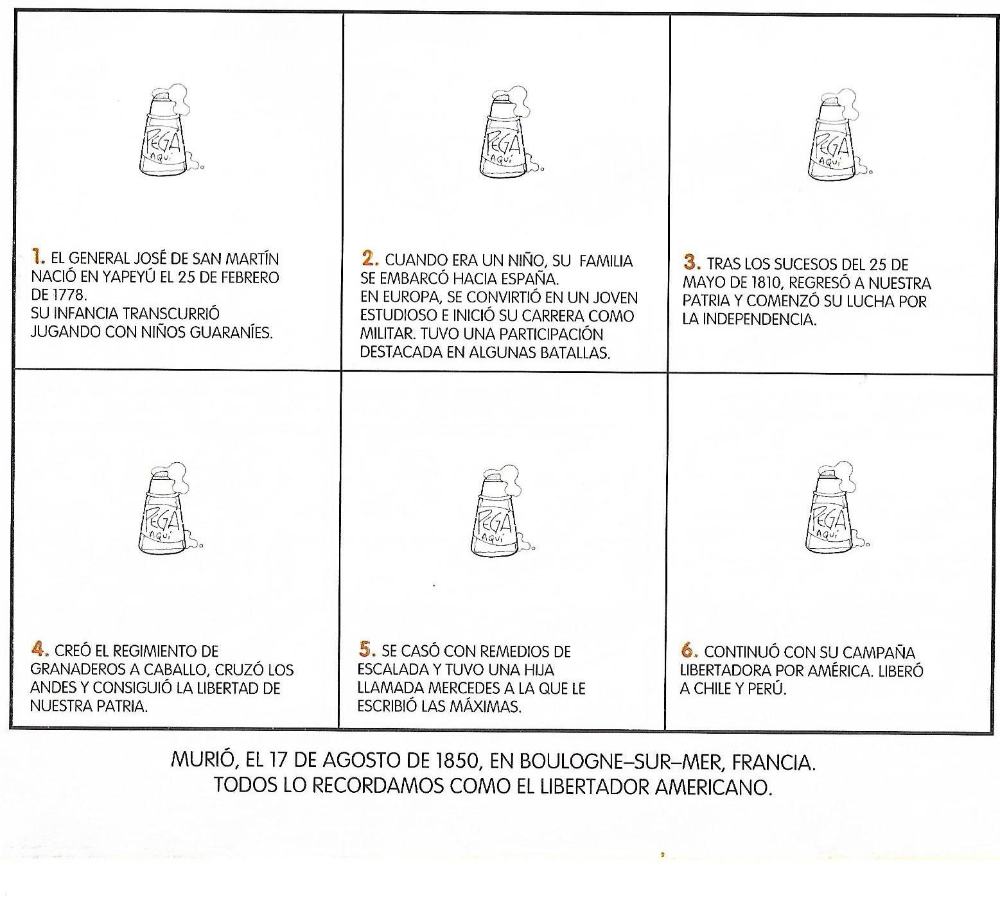 PEGÁ
AQUÍ
PEGÁ
AQUÍ
PEGÁ
AQUÍ
1. EL GENERAL JOSÉ DE SAN MARTÍN
NACIÓ EN YAPEYÚ EL 25 DE FEBRERO
DE 1778.
SU INFANCIA TRANSCURRIÓ
JUGANDO CON NIÑOS GUARANÍES.
2. CUANDO ERA UN NIÑO, SU FAMILIA
SE EMBARCÓ HACIA ESPAÑA.
EN EUROPA, SE CONVIRTIÓ EN UN JOVEN
ESTUDIOSO E INICIÓ SU CARRERA COMO
MILITAR. TUVO UNA PARTICIPACIÓN
DESTACADA EN ALGUNAS BATALLAS.
3. TRAS LOS SUCESOS DEL 25 DE
MAYO DE 1810, REGRESÓ A NUESTRA
PATRIA Y COMENZÓ SU LUCHA POR
LA INDEPENDENCIA.
PEGÁ
AQUÍ
PEGÁ
AQUÍ
PEGÁ
AQUÍ
4. CREÓ EL REGIMIENTO DE
GRANADEROS A CABALLO, CRUZÓ LOS
ANDES Y CONSIGUIÓ LA LIBERTAD DE
NUESTRA PATRIA.
5. SE CASÓ CON REMEDIOS DE
ESCALADA Y TUVO UNA HIJA
LLAMADA MERCEDES A LA QUE LE
ESCRIBIÓ LAS MÁXIMAS.
6. CONTINUÓ CON SU CAMPAÑA
LIBERTADORA POR AMÉRICA. LIBERÓ
A CHILE Y PERÚ.
MURIÓ, EL 17 DE AGOSTO DE 1850, EN BOULOGNE–SUR–MER, FRANCIA.
TODOS LO RECORDAMOS COMO EL LIBERTADOR AMERICANO.